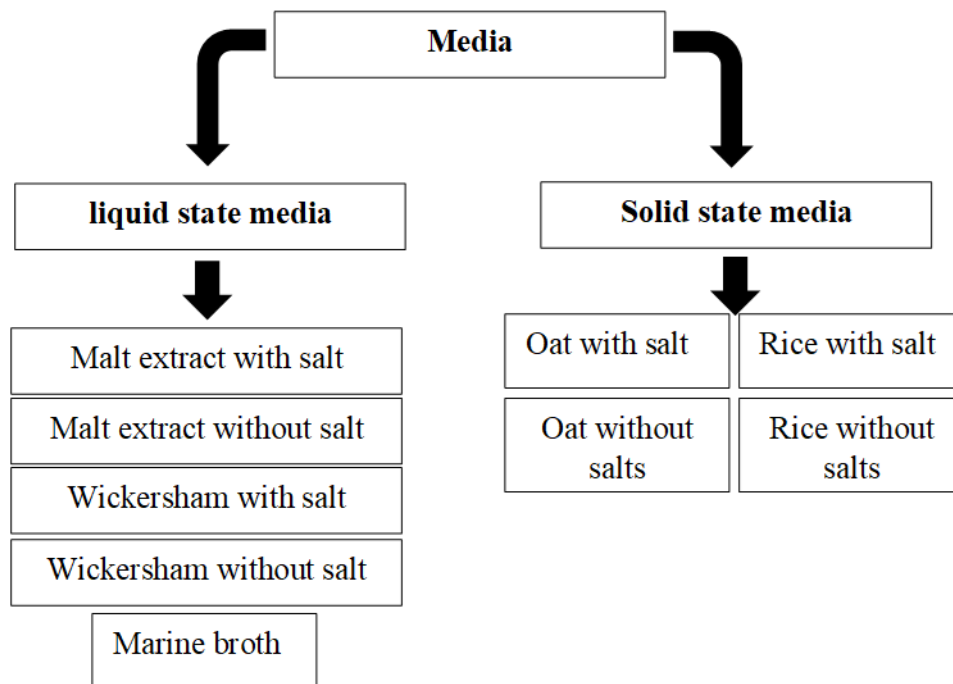 Media
liquid state media
Solid state media
Malt extract with salt
Malt extract without salt
Wickersham with salt
Wickersham without salt
Marine broth
Oat with salt
Rice with salt
Oat without
salts
Rice without
salts